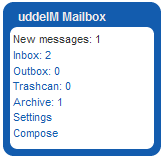 uddeIM Mailbox
New messages: 1
Inbox: 2
Outbox: 0
Trashcan: 0
Archive: 1
Settings
Compose